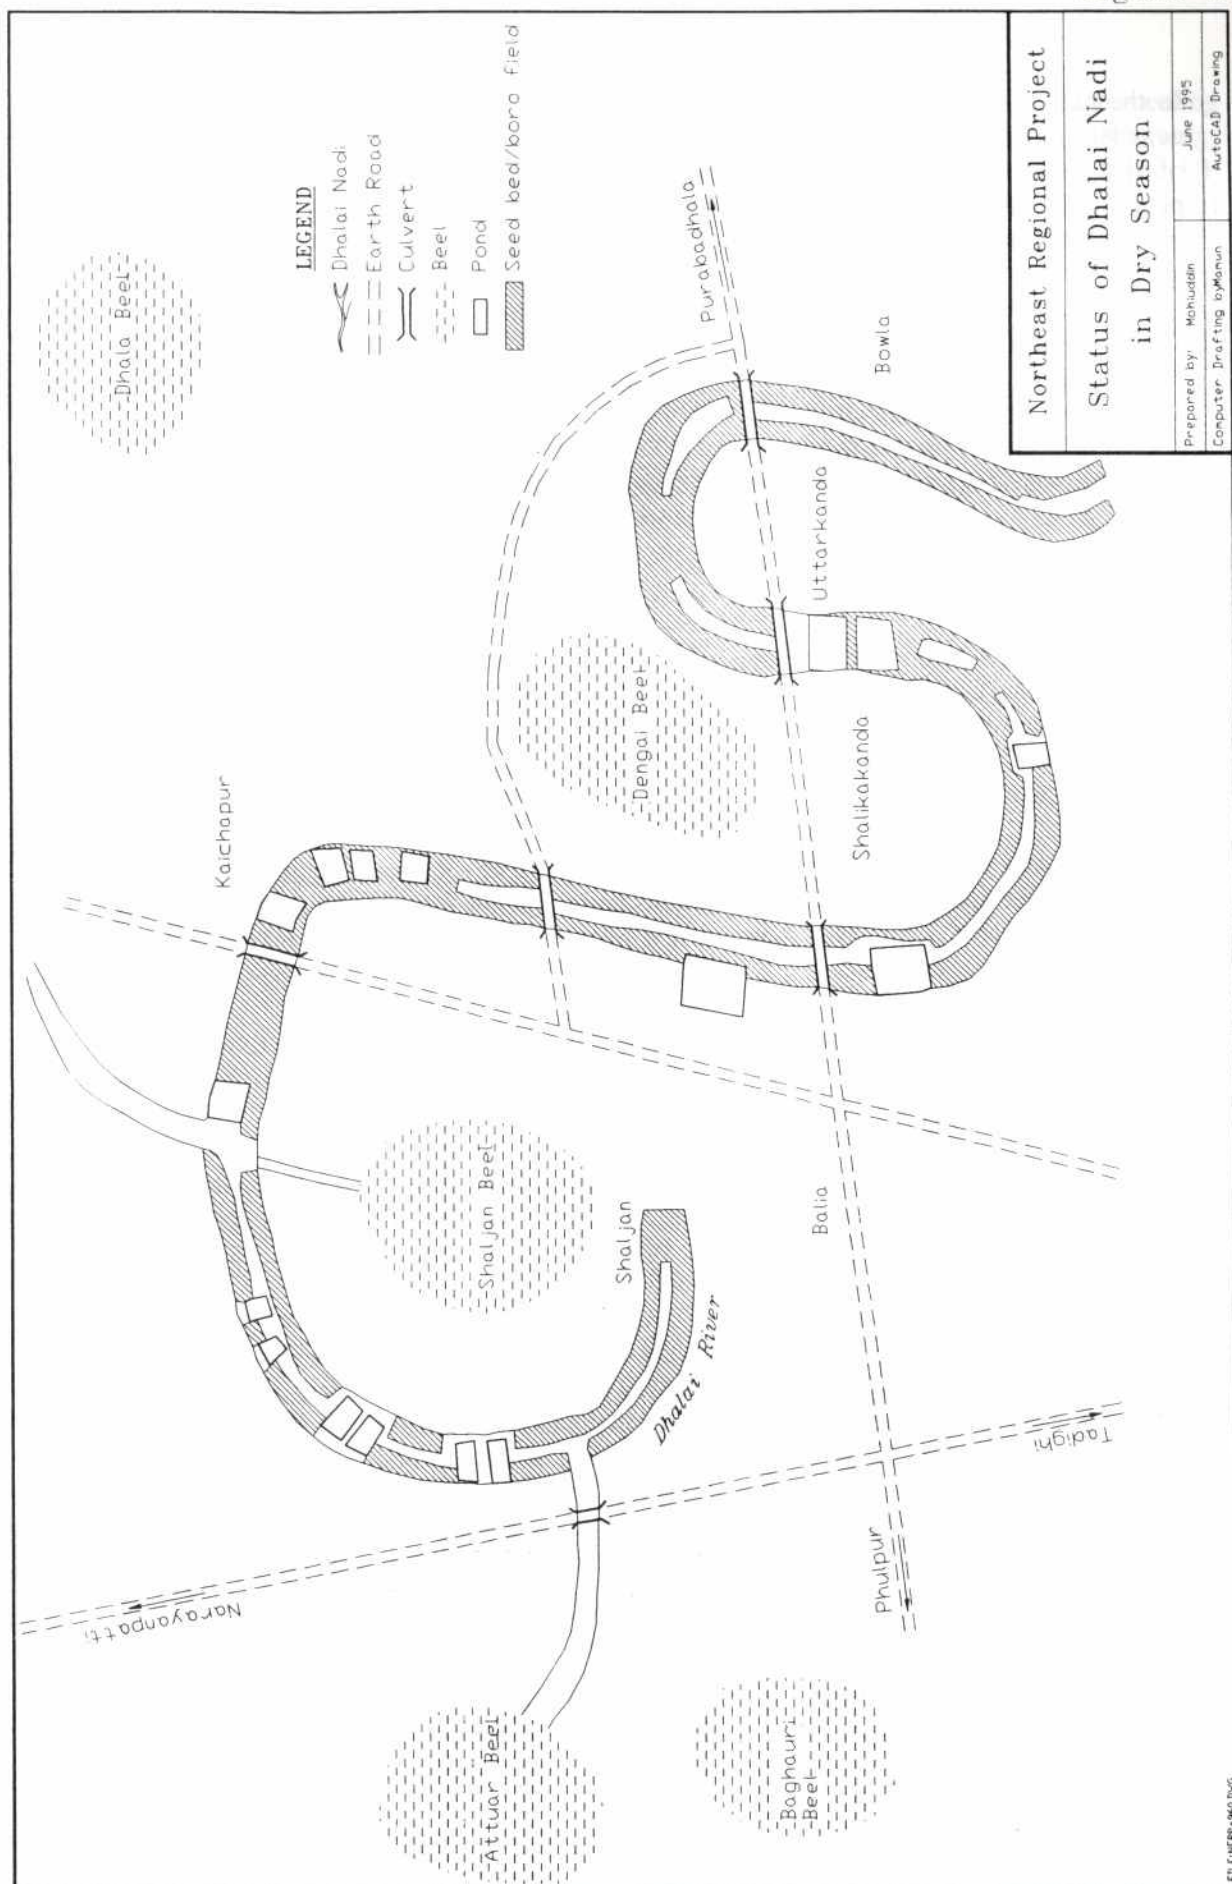 Dhala Beel
LEGEND
Dhalai Nadi
Earth Road
Culvert
Beel
Pond
Seed bed/boro field
Kaichapur
Purabadhala
Bowla
Dengai Beel
Uttarkanda
Shalikakanda
Shaljan Beel
Shaljan
Balia
Dhalai River
Narayanpatti
Tadighi
Phulpur
Attuar Beel
Baghauri
Beel
Northeast Regional Project
Status of Dhalai Nadi
in Dry Season
Prepared by: Mohiuddin
June 1995
Computer Drafting by:Mamun
AutoCAD Drawing